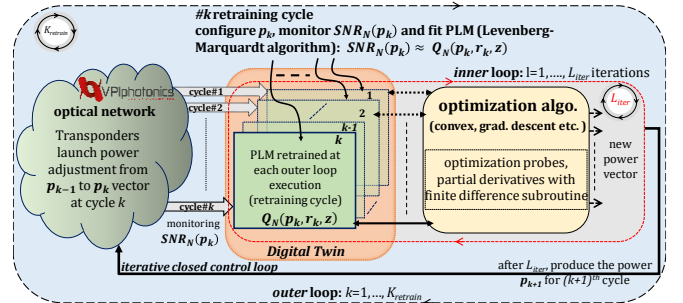 #k retraining cycle
configure p_k, monitor SNR_N(p_k) and fit PLM (Levenberg-
Marquardt algorithm): SNR_N(p_k) ≈ Q_N(p_k, r_k, z)
K_retrain
inner loop: l=1,…, L_iter iterations
VPIphotonics
optical network
Transponders
launch power
adjustment from
p_{k−1} to p_k vector
at cycle k
cycle#1
cycle#2
cycle#k
monitoring
SNR_N(p_k)
1
2
k-1
k
PLM retrained at
each outer loop
execution
(retraining cycle)
Q_N(p_k, r_k, z)
Digital Twin
optimization algo.
(convex, grad. descent etc. )
optimization probes,
partial derivatives with
finite difference subroutine
L_iter
new
power
vector
iterative closed control loop
after L_iter produce the power
p_{k+1} for (k+1)^th cycle
outer loop: k=1,…, K_retrain